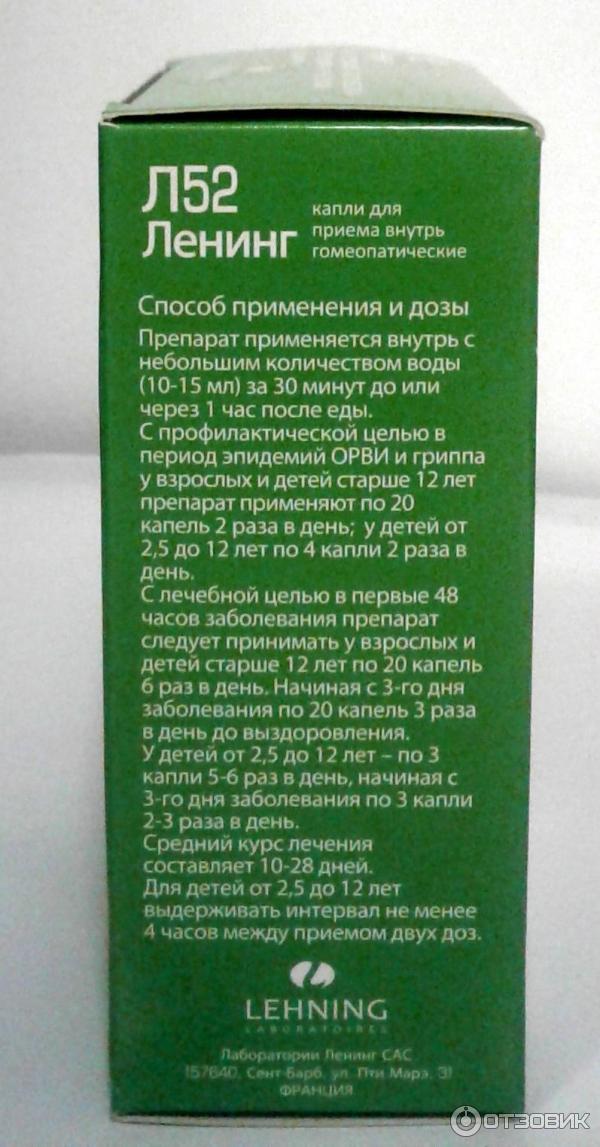 Л52
Ленинг
капли для
приема внутрь
гомеопатические
Способ применения и дозы
Препарат применяется внутрь с
небольшим количеством воды
(10-15 мл) за 30 минут до или
через 1 час после еды.
С профилактической целью в
период эпидемий ОРВИ и гриппа
у взрослых и детей старше 12 лет
препарат применяют по 20
капель 2 раза в день; у детей от
2,5 до 12 лет по 4 капли 2 раза в
день.
С лечебной целью в первые 48
часов заболевания препарат
следует принимать у взрослых и
детей старше 12 лет по 20 капель
6 раз в день. Начиная с 3-го дня
заболевания по 20 капель 3 раза
в день до выздоровления.
У детей от 2,5 до 12 лет – по 3
капли 5-6 раз в день, начиная с
3-го дня заболевания по 3 капли
2-3 раза в день.
Средний курс лечения
составляет 10-28 дней.
Для детей от 2,5 до 12 лет
выдерживать интервал не менее
4 часов между приемом двух доз.
LEHNING
LABORATOIRES
Лаборатории Ленинг САС
157640, Сент-Барб, ул. Пти Марэ, 31
ФРАНЦИЯ
ОТЗОВИК